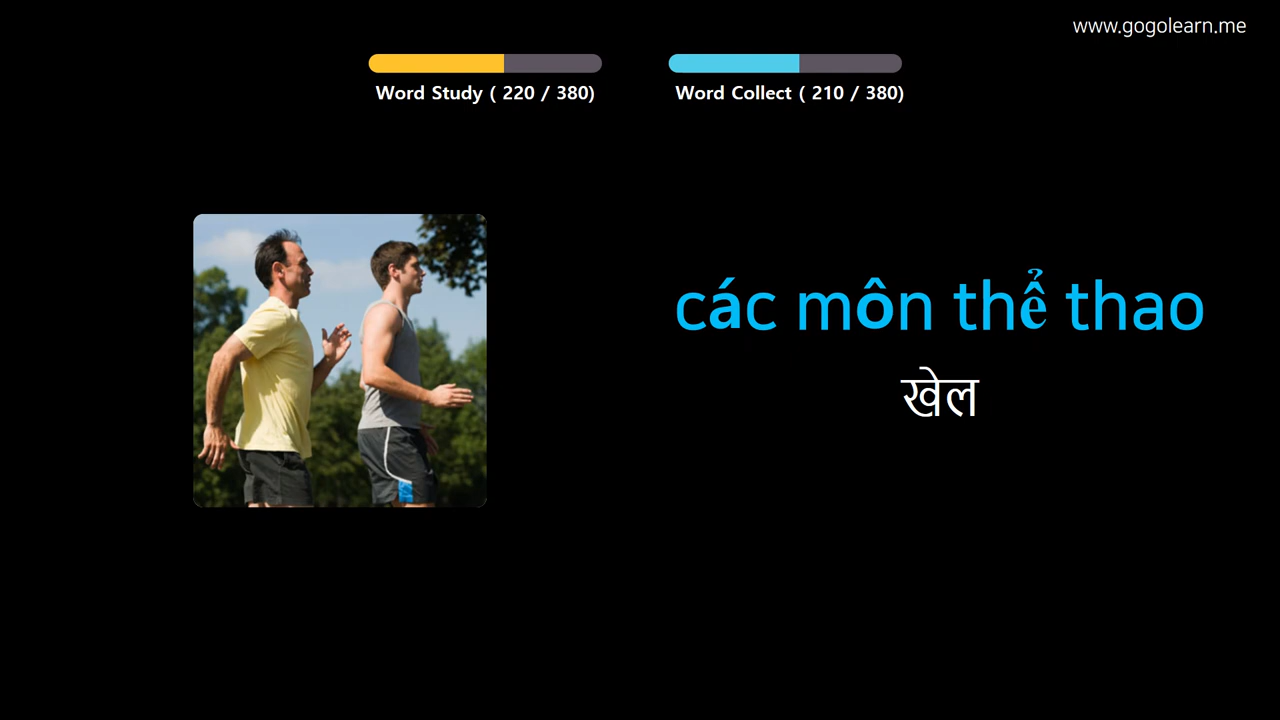 www.gogolearn.me
Word Study ( 220 / 380)
Word Collect ( 210 / 380)
các môn thể thao
खेल